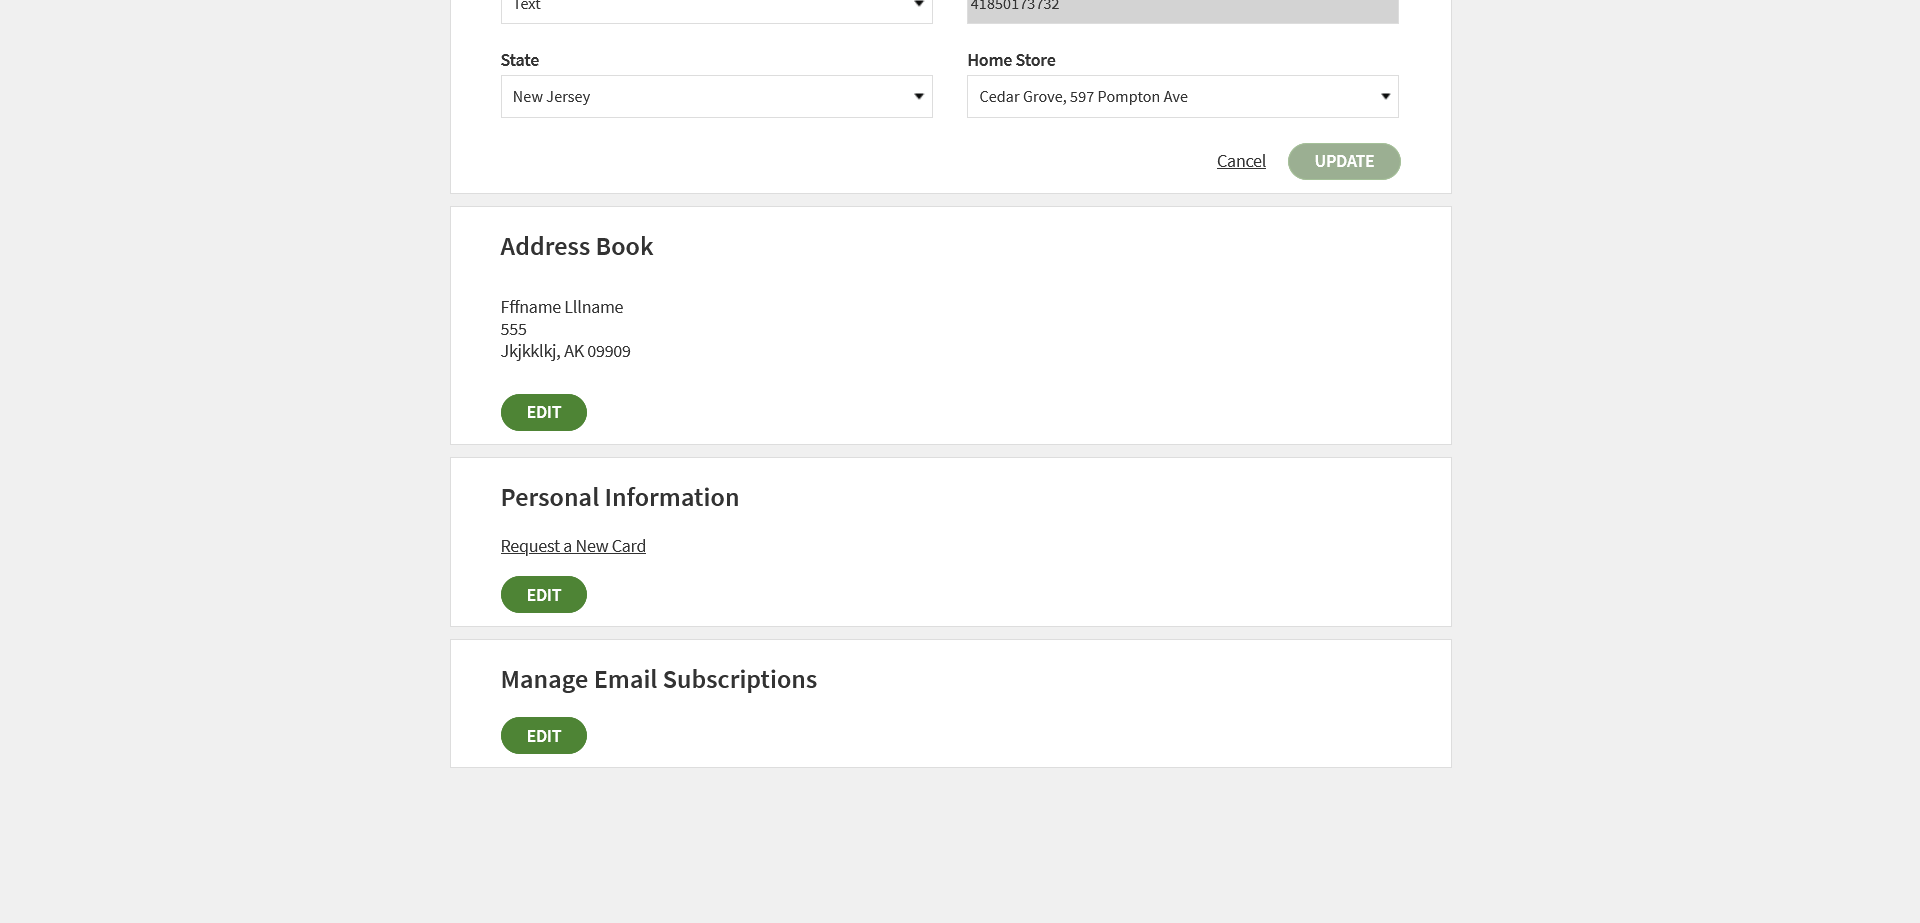 Text
41850173732
State
Home Store
New Jersey
Cedar Grove, 597 Pompton Ave
Cancel
UPDATE
Address Book
Fffname Lllname
555
Jkjkklkj, AK 09909
EDIT
Personal Information
Request a New Card
EDIT
Manage Email Subscriptions
EDIT